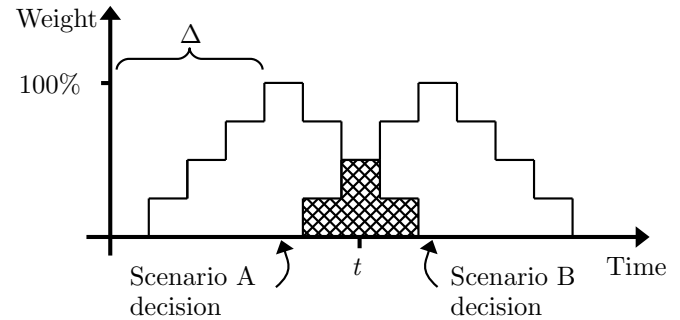 Weight
Δ
100%
t
Scenario A
decision
Scenario B
decision
Time